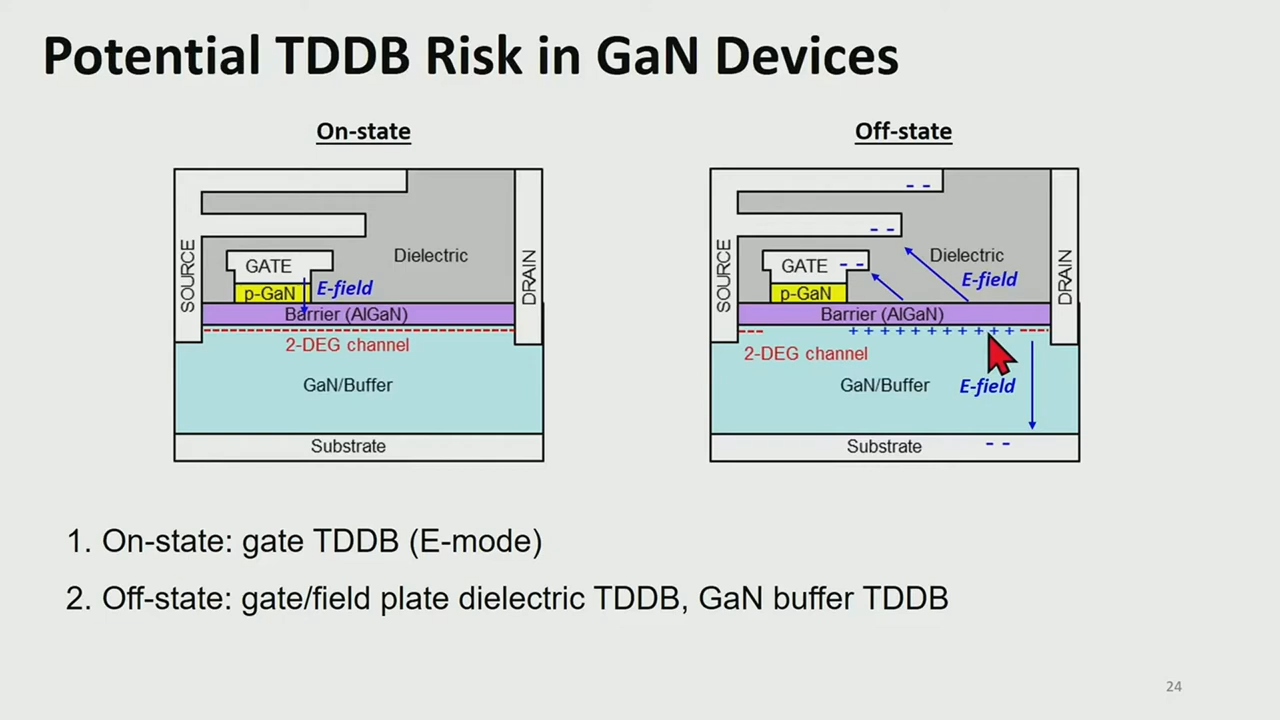 Potential TDDB Risk in GaN Devices
On-state
SOURCE
GATE
p-GaN
E-field
Dielectric
DRAIN
Barrier (AlGaN)
2-DEG channel
GaN/Buffer
Substrate
Off-state
SOURCE
- -
- -
GATE - -
p-GaN
Dielectric
E-field
DRAIN
Barrier (AlGaN)
+ + + + + + + + + + +
2-DEG channel
GaN/Buffer
E-field
Substrate
- -
1. On-state: gate TDDB (E-mode)
2. Off-state: gate/field plate dielectric TDDB, GaN buffer TDDB
24